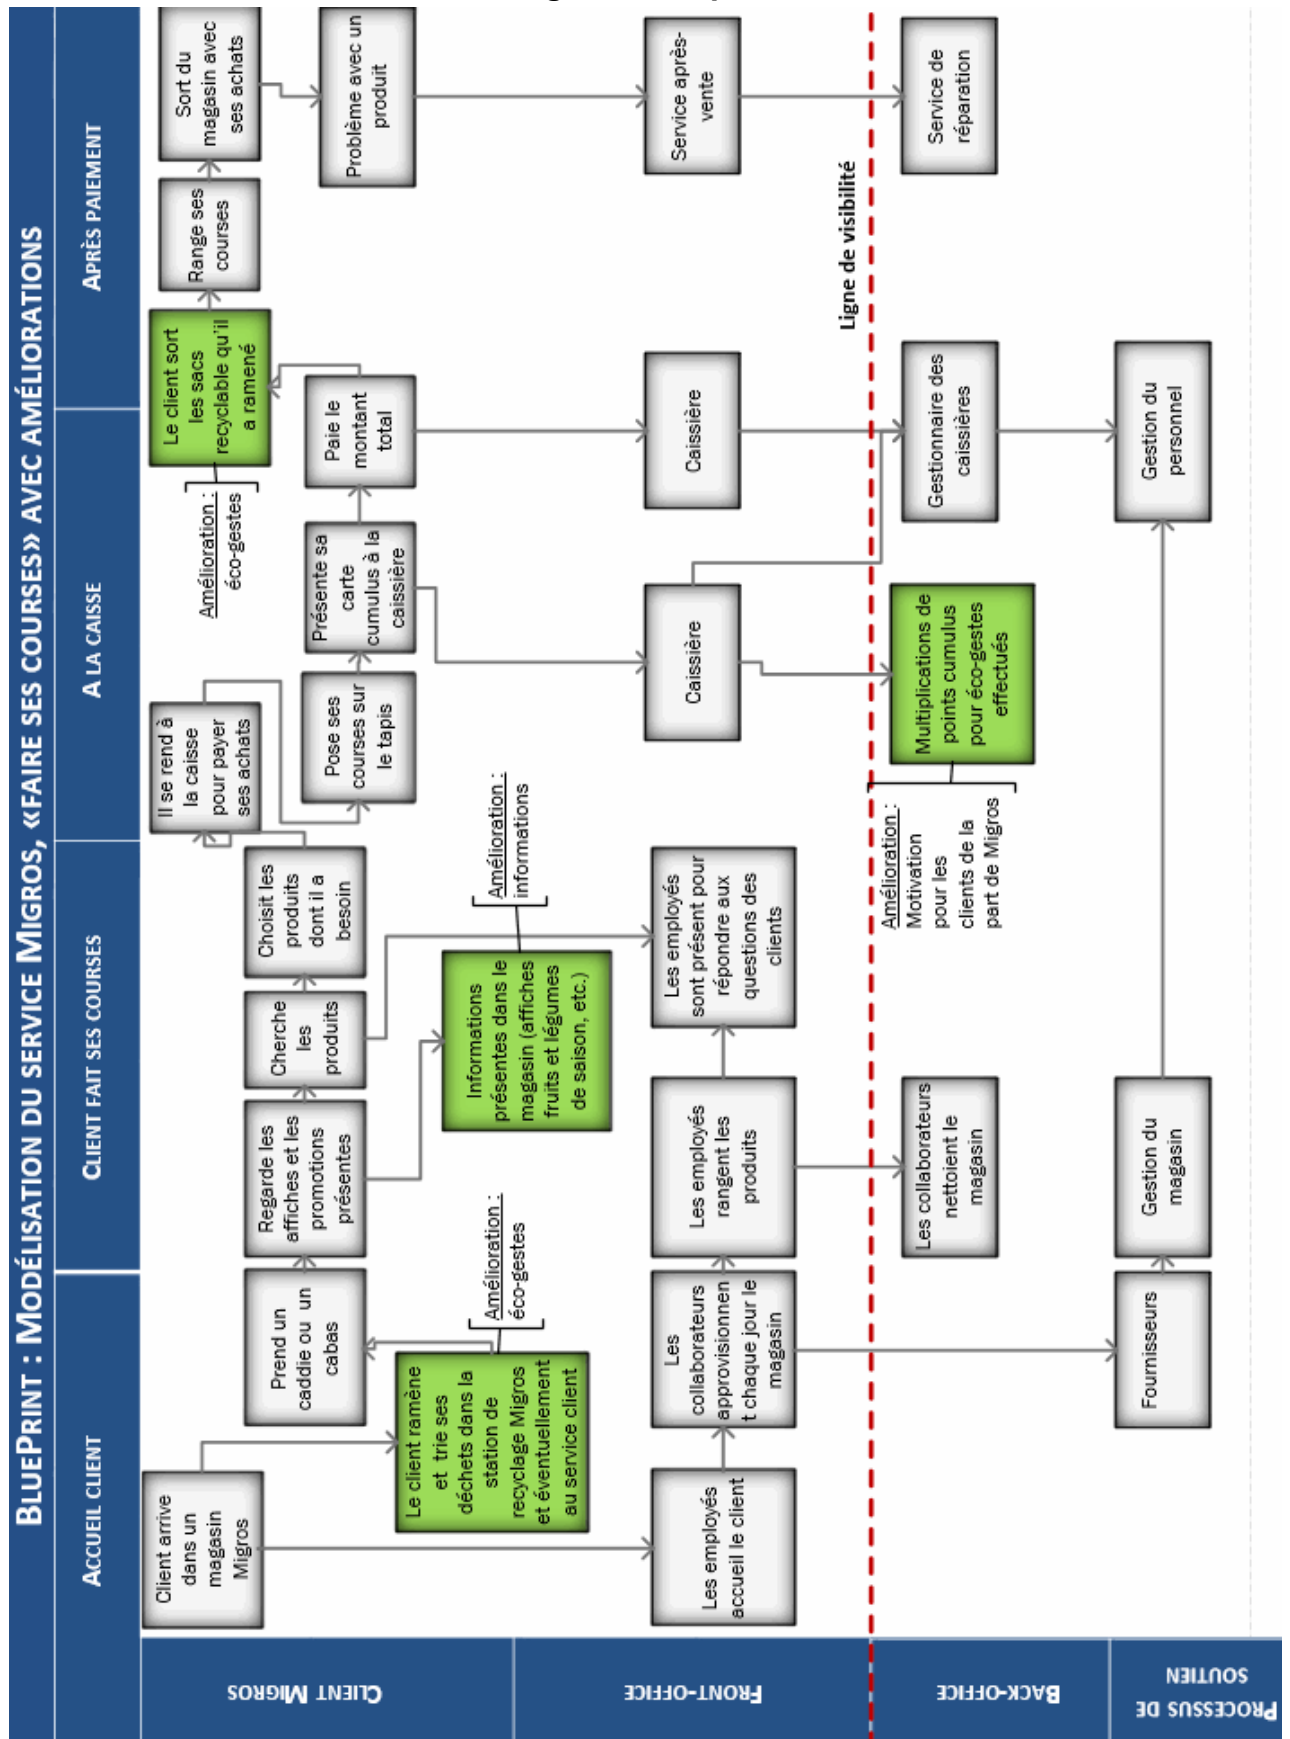 BLUEPRINT : MODÉLISATION DU SERVICE MIGROS, «FAIRE SES COURSES» AVEC AMÉLIORATIONS
ACCUEIL CLIENT
CLIENT FAIT SES COURSES
A LA CAISSE
APRÈS PAIEMENT
CLIENT MIGROS
Client arrive
dans un
magasin
Migros
Le client ramène
et trie ses
déchets dans la
station de
recyclage Migros
et éventuellement
au service client
Amélioration :
éco-gestes
Prend un
caddie ou un
cabas
Regarde les
affiches et les
promotions
présentes
Informations
présentes dans le
magasin (affiches
fruits et légumes
de saison, etc.)
Amélioration :
informations
Cherche
les
produits
Choisit les
produits
dont il a
besoin
Il se rend à
la caisse
pour payer
ses achats
Pose ses
courses sur
le tapis
Présente sa
carte
cumulus à la
caissière
Paie le
montant
total
Le client sort
les sacs
recyclable qu'il
a ramené
Amélioration :
éco-gestes
Range ses
courses
Sort du
magasin avec
ses achats
Problème avec un
produit
FRONT-OFFICE
Les employés
accueil le client
Les
collaborateurs
approvisionnen
t chaque jour le
magasin
Les employés
rangent les
produits
Les employés
sont présent pour
répondre aux
questions des
clients
Caissière
Caissière
Service après-
vente
Ligne de visibilité
BACK-OFFICE
Les collaborateurs
nettoient le
magasin
Amélioration :
Motivation
pour les
clients de la
part de Migros
Multiplications de
points cumulus
pour éco-gestes
effectués
Gestionnaire des
caissières
Service de
réparation
PROCESSUS DE
SOUTIEN
Fournisseurs
Gestion du
magasin
Gestion du
personnel